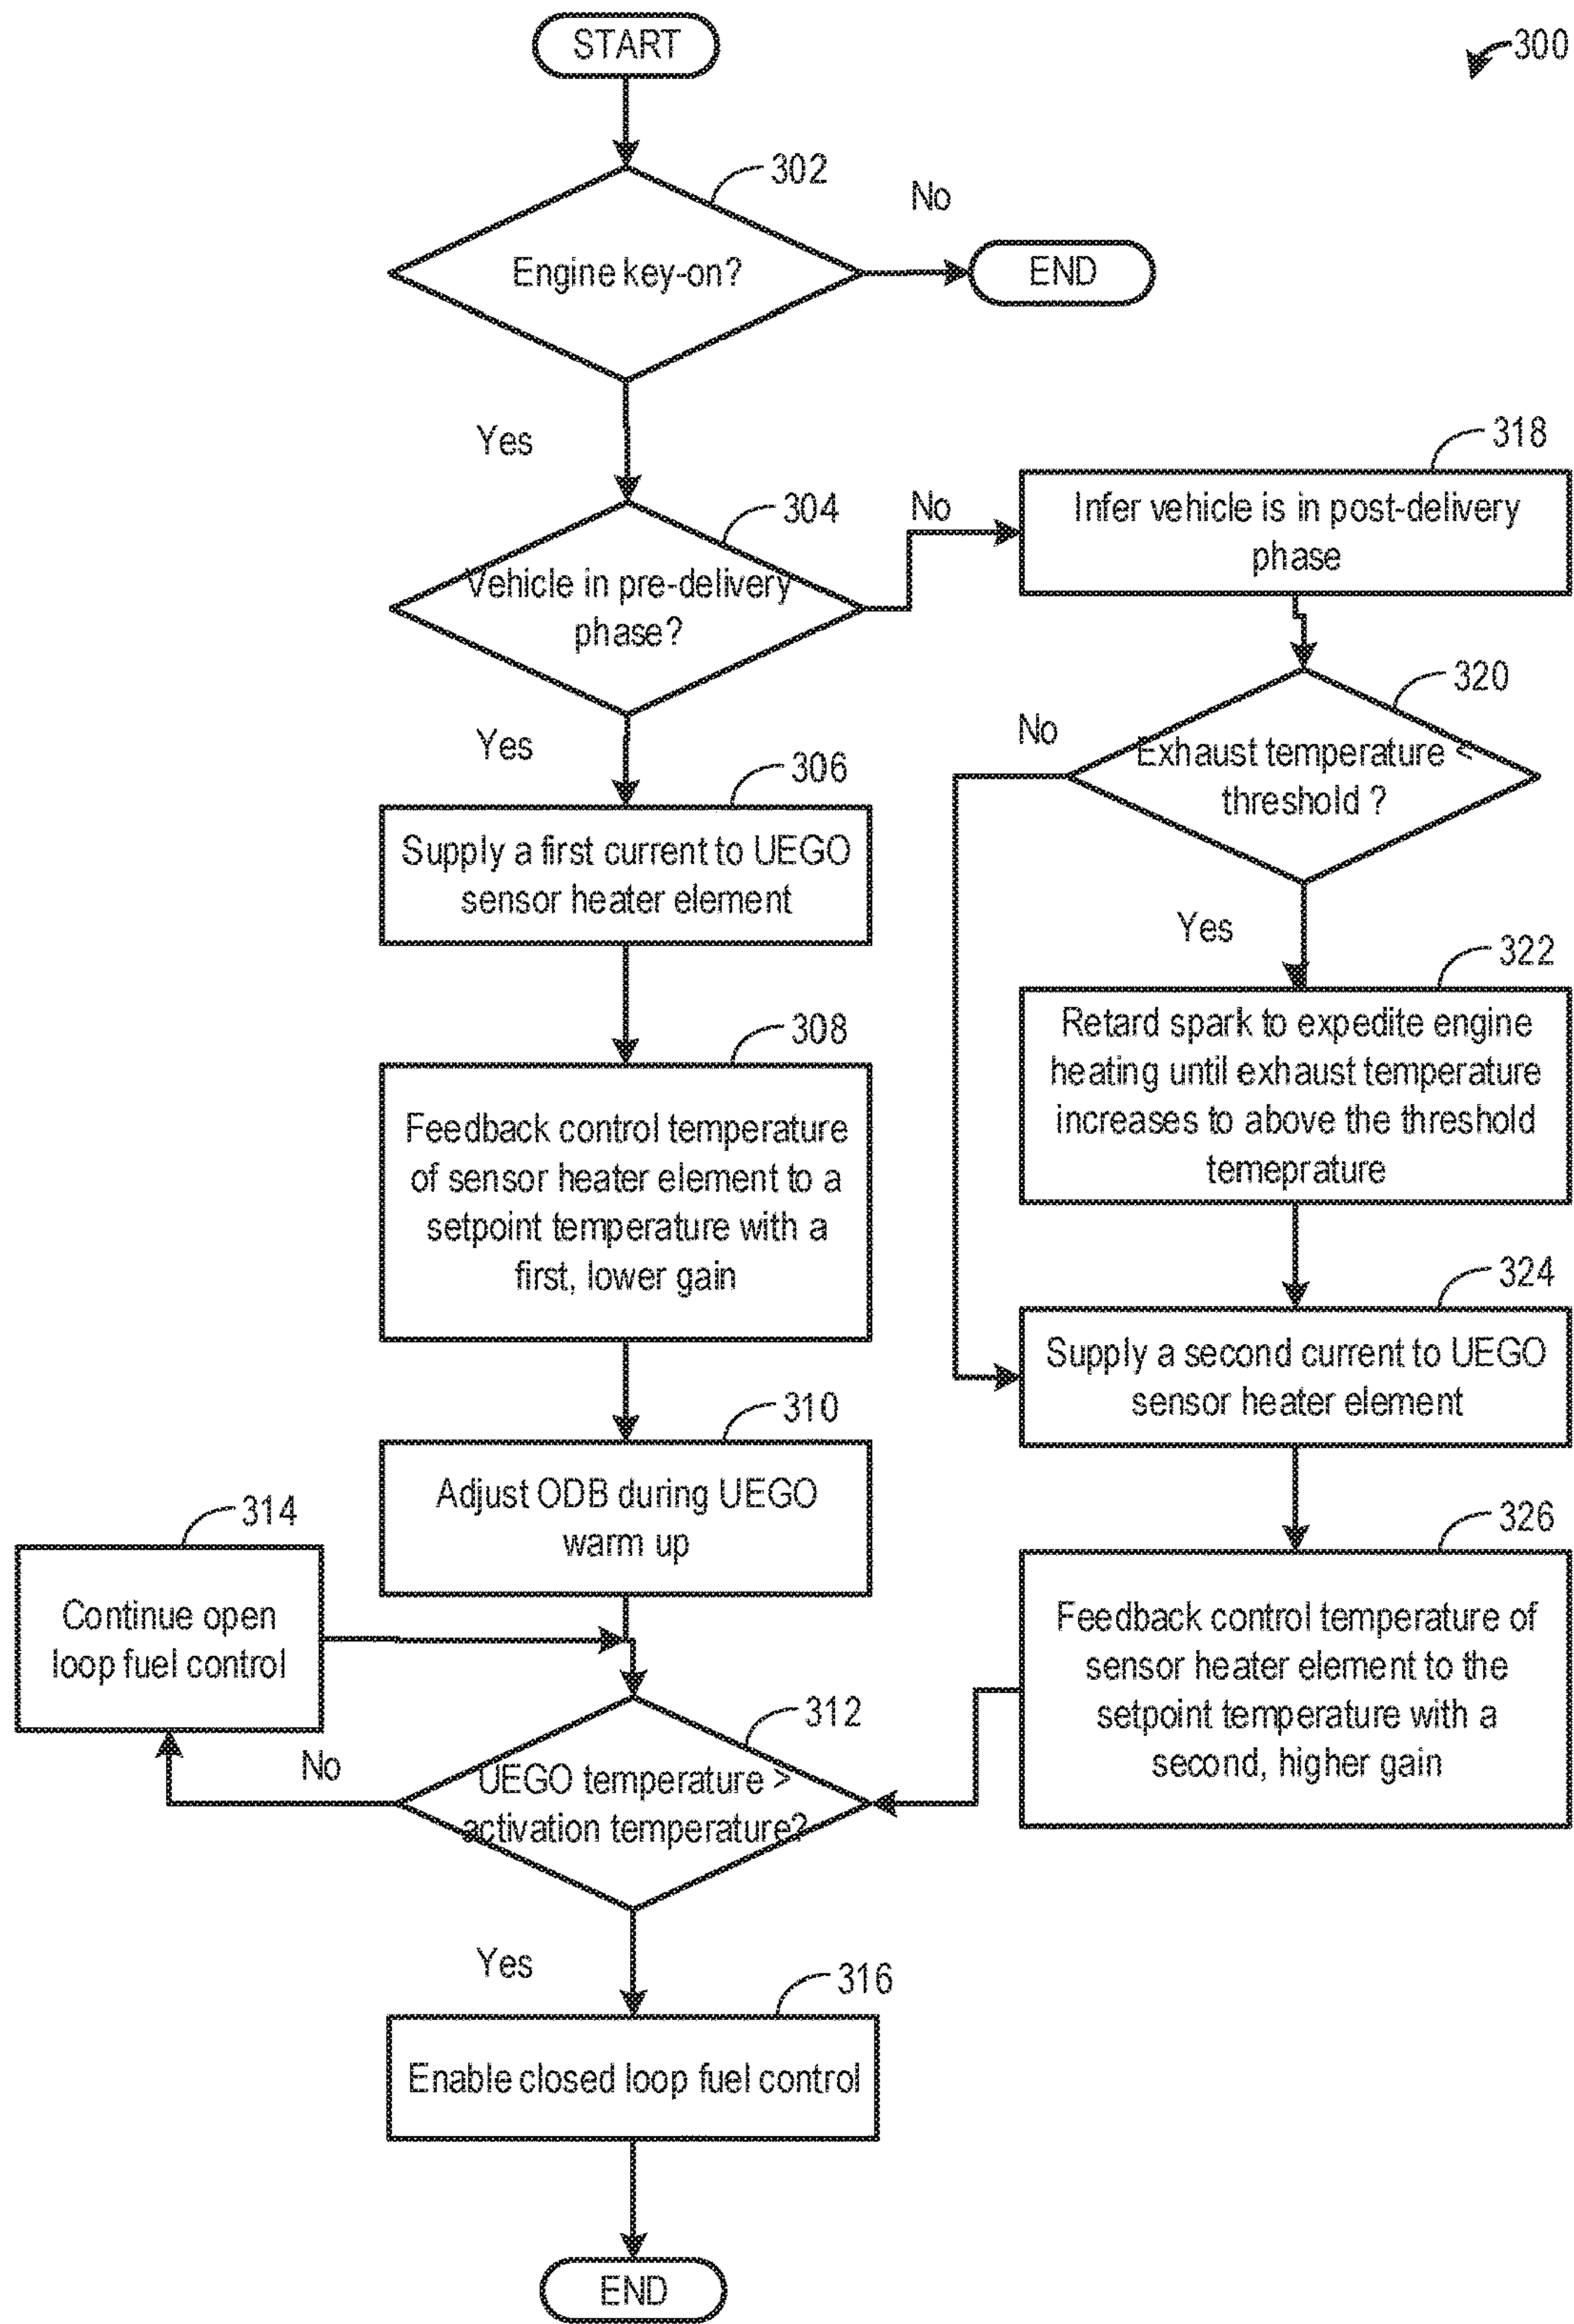 START
300
302
No
Engine key-on?
END
Yes
318
304
No
Infer vehicle is in post-delivery
phase
Vehicle in pre-delivery
phase?
320
Yes
No
306
Exhaust temperature <
threshold ?
Supply a first current to UEGO
sensor heater element
Yes
322
308
Retard spark to expedite engine
heating until exhaust temperature
increases to above the threshold
temeprature
Feedback control temperature
of sensor heater element to a
setpoint temperature with a
first, lower gain
324
Supply a second current to UEGO
sensor heater element
310
Adjust ODB during UEGO
warm up
314
326
Continue open
loop fuel control
Feedback control temperature of
sensor heater element to the
setpoint temperature with a
second, higher gain
312
No
UEGO temperature >
activation temperature?
Yes
316
Enable closed loop fuel control
END